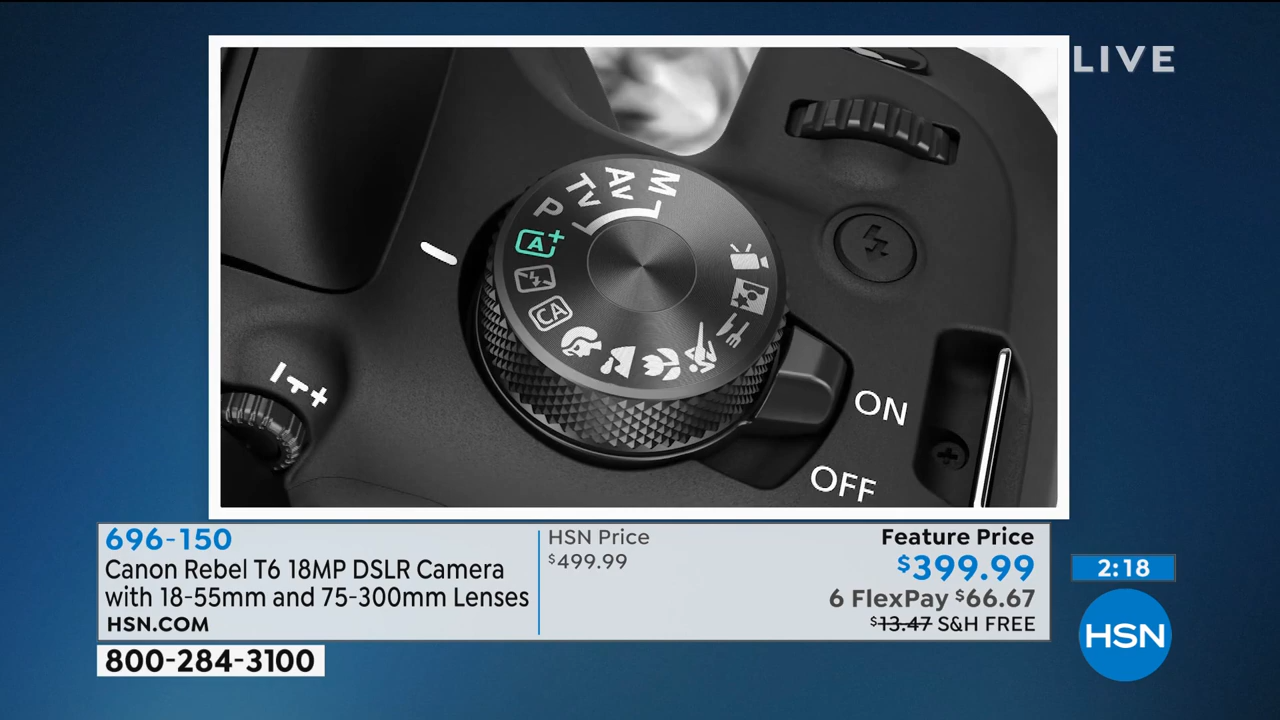 LIVE
M
Av
Tv
P
A+
CA
ON
OFF
696-150
HSN Price
Feature Price
$499.99
$399.99
Canon Rebel T6 18MP DSLR Camera
with 18-55mm and 75-300mm Lenses
6 FlexPay $66.67
HSN.COM
$13.47 S&H FREE
2:18
HSN
800-284-3100